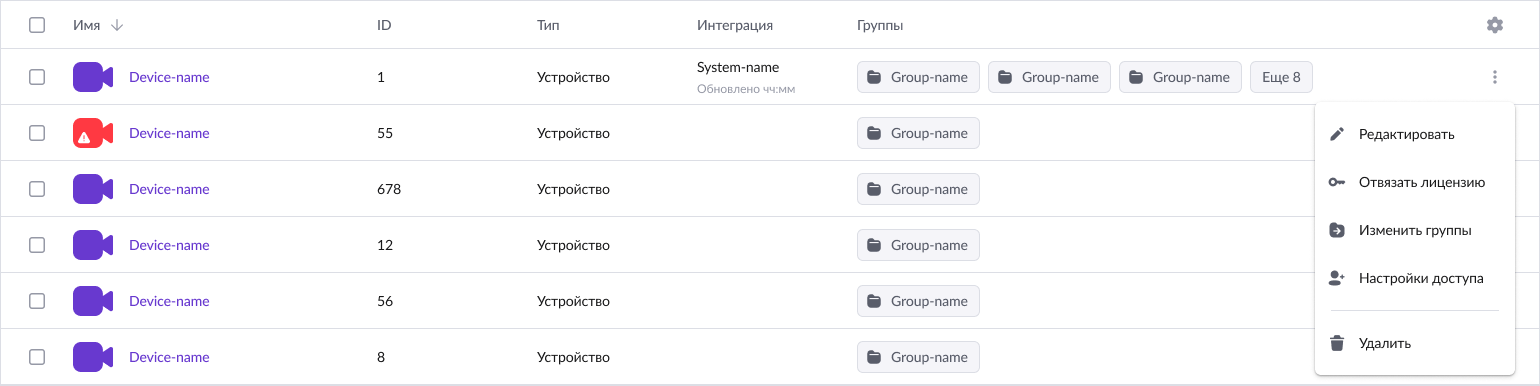 Имя ID Тип Интеграция Группы
Device-name 1 Устройство System-name Group-name Group-name Group-name Еще 8
Обновлено чч:мм
Device-name 55 Устройство Group-name
Редактировать
Отвязать лицензию
Device-name 678 Устройство Group-name
Изменить группы
Device-name 12 Устройство Group-name
Настройки доступа
Device-name 56 Устройство Group-name
Удалить
Device-name 8 Устройство Group-name